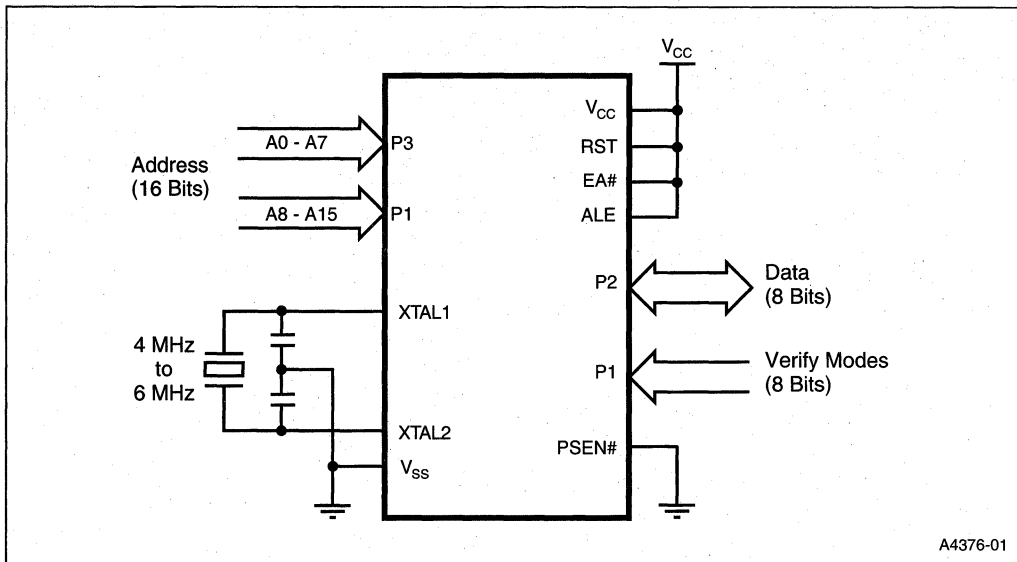 V_CC
V_CC
RST
EA#
ALE
A0 - A7
P3
Address
(16 Bits)
A8 - A15
P1
P2
Data
(8 Bits)
XTAL1
4 MHz
to
6 MHz
P1
Verify Modes
(8 Bits)
XTAL2
PSEN#
V_SS
A4376-01